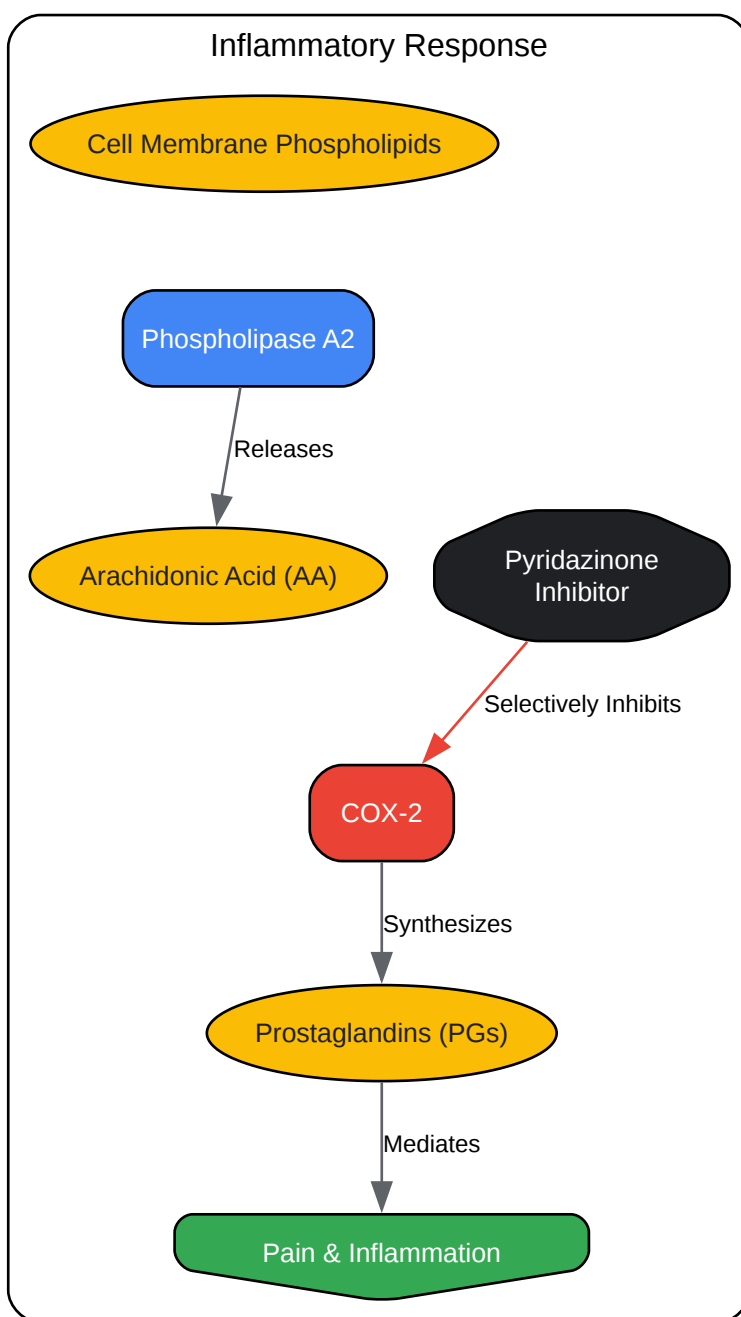 Inflammatory Response
Cell Membrane Phospholipids
Phospholipase A2
Releases
Arachidonic Acid (AA)
Pyridazinone
Inhibitor
Selectively Inhibits
COX-2
Synthesizes
Prostaglandins (PGs)
Mediates
Pain & Inflammation